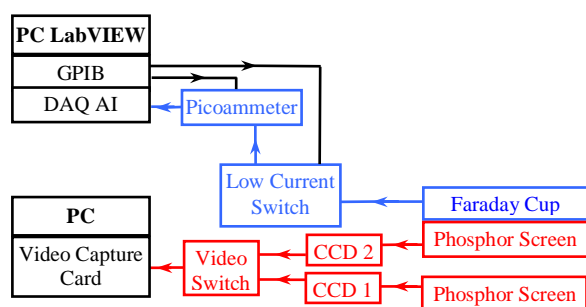 PC LabVIEW
GPIB
DAQ AI
Picoammeter
Low Current
Switch
Faraday Cup
PC
Video Capture
Card
Video
Switch
CCD 2
Phosphor Screen
CCD 1
Phosphor Screen